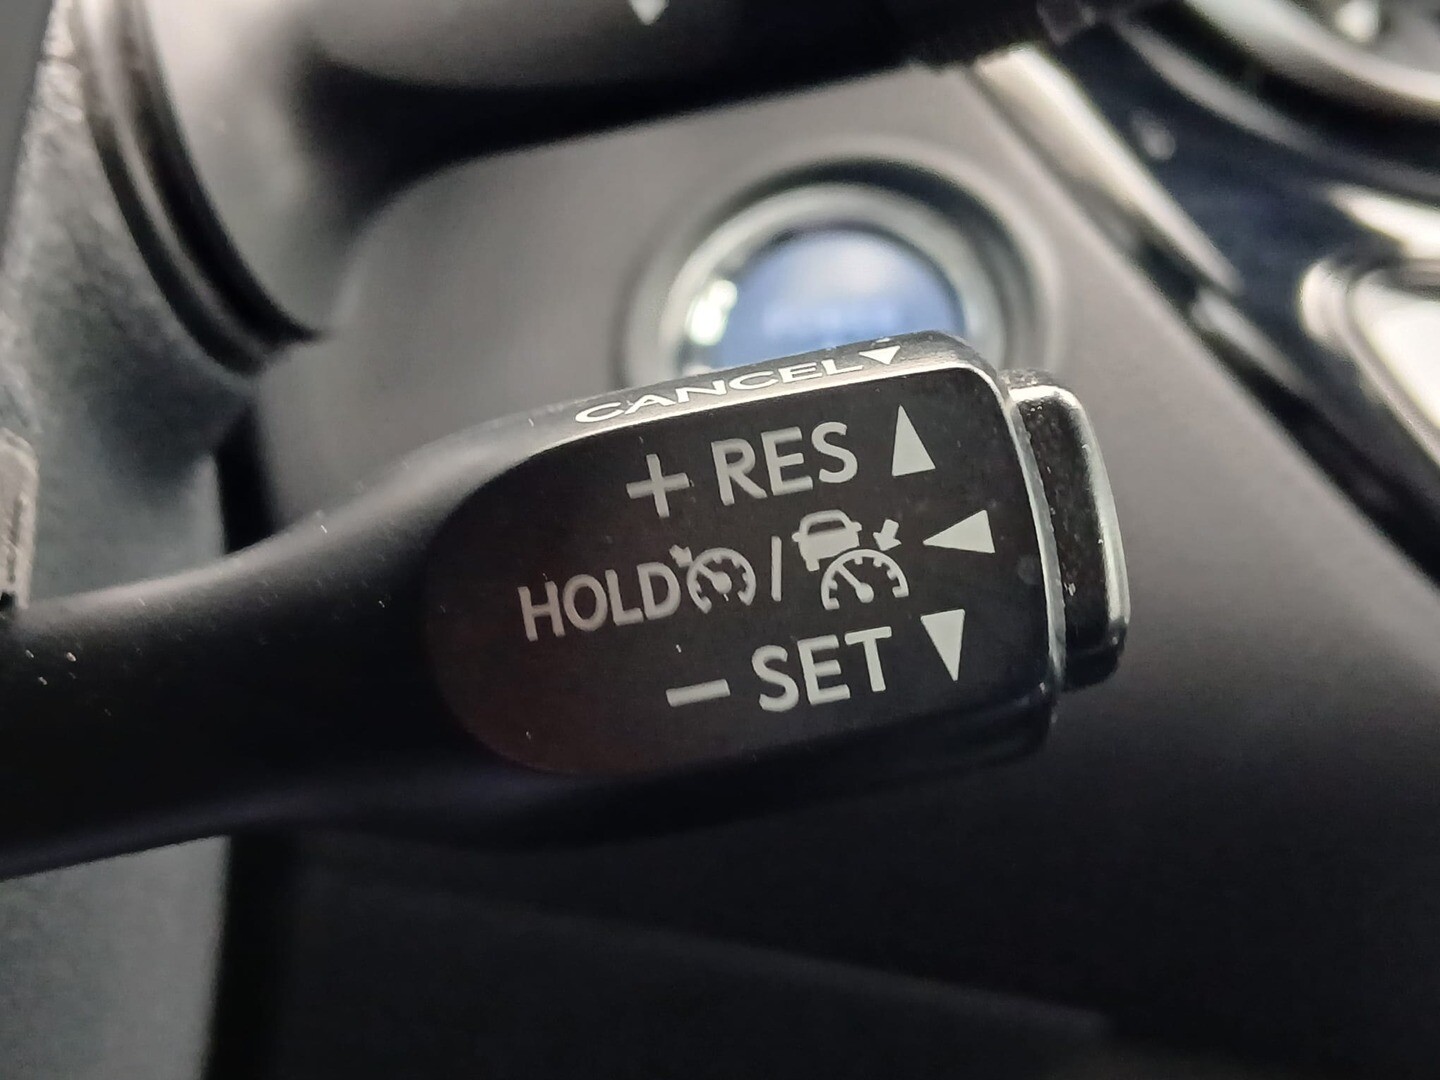 CANCEL
+ RES
HOLD /
− SET